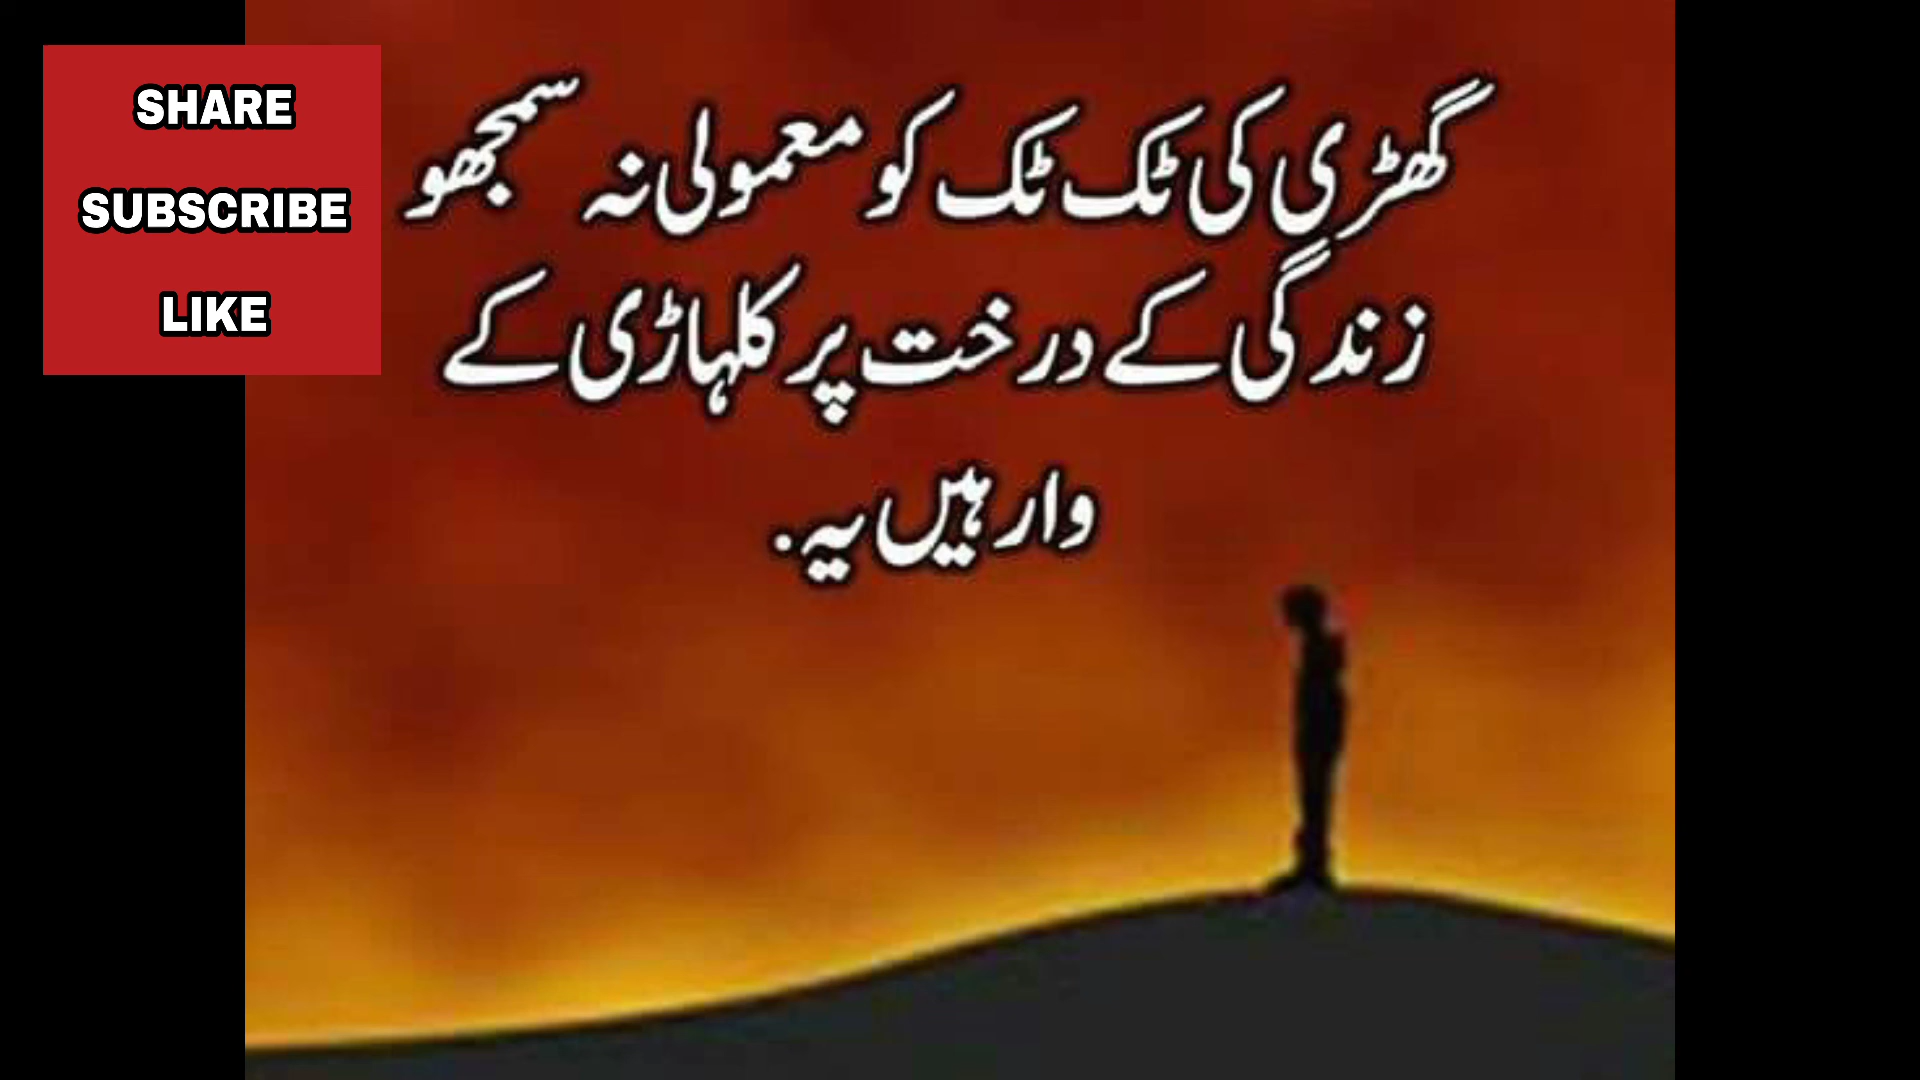 SHARE
SUBSCRIBE
LIKE
گھڑی کی ٹک ٹک کو معمولی نہ سمجھو
زندگی کے درخت پر کلہاڑی کے
وار ہیں یہ.